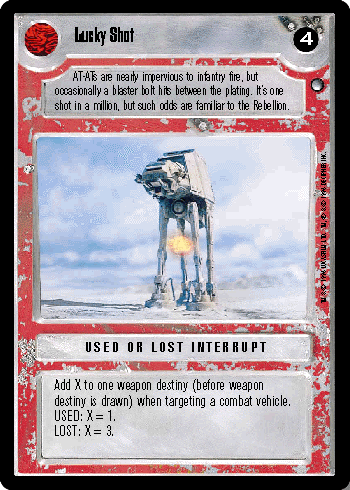 Lucky Shot
4
AT-ATs are nearly impervious to infantry fire, but
occasionally a blaster bolt hits between the plating. It's one
shot in a million, but such odds are familiar to the Rebellion.
USED OR LOST INTERRUPT
Add X to one weapon destiny (before weapon
destiny is drawn) when targeting a combat vehicle.
USED: X = 1.
LOST: X = 3.